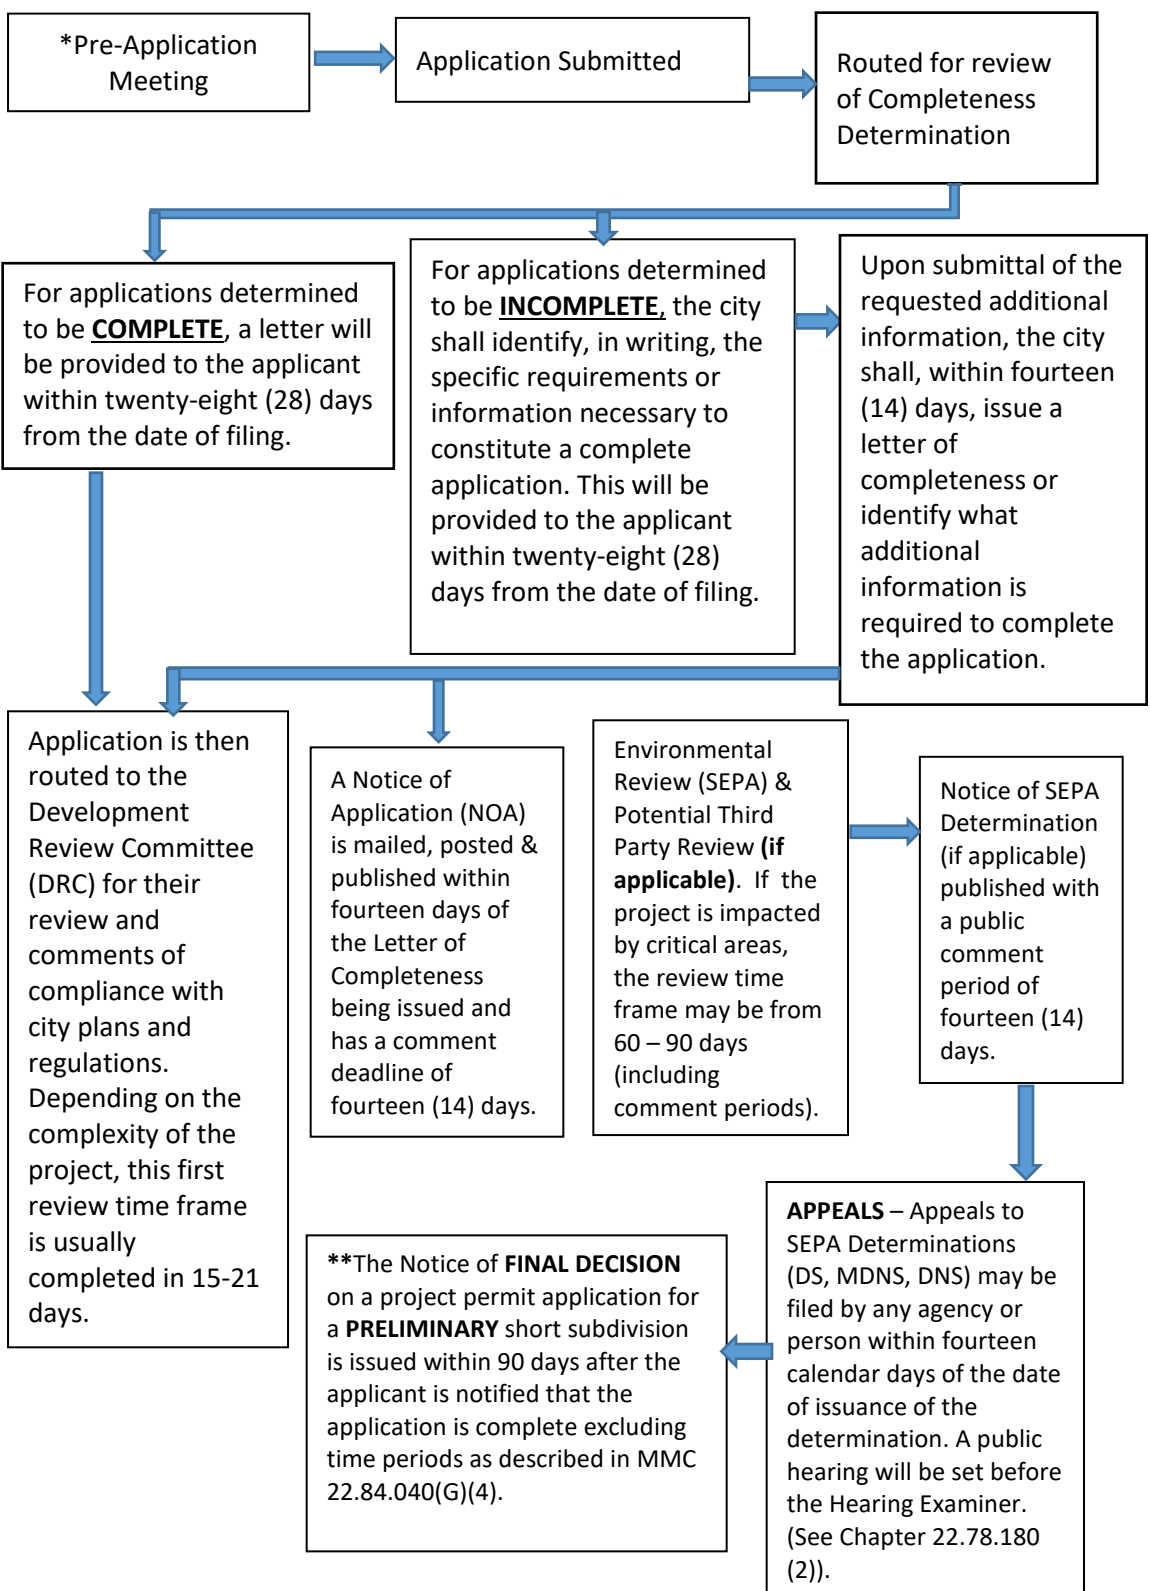 *Pre-Application
Meeting
Application Submitted
Routed for review
of Completeness
Determination
For applications determined
to be COMPLETE, a letter will
be provided to the applicant
within twenty-eight (28) days
from the date of filing.
For applications determined
to be INCOMPLETE, the city
shall identify, in writing, the
specific requirements or
information necessary to
constitute a complete
application. This will be
provided to the applicant
within twenty-eight (28)
days from the date of filing.
Upon submittal of the
requested additional
information, the city
shall, within fourteen
(14) days, issue a
letter of
completeness or
identify what
additional
information is
required to complete
the application.
Application is then
routed to the
Development
Review Committee
(DRC) for their
review and
comments of
compliance with
city plans and
regulations.
Depending on the
complexity of the
project, this first
review time frame
is usually
completed in 15-21
days.
A Notice of
Application (NOA)
is mailed, posted &
published within
fourteen days of
the Letter of
Completeness
being issued and
has a comment
deadline of
fourteen (14) days.
Environmental
Review (SEPA) &
Potential Third
Party Review (if
applicable). If the
project is impacted
by critical areas,
the review time
frame may be from
60 – 90 days
(including
comment periods).
Notice of SEPA
Determination
(if applicable)
published with
a public
comment
period of
fourteen (14)
days.
APPEALS – Appeals to
SEPA Determinations
(DS, MDNS, DNS) may be
filed by any agency or
person within fourteen
calendar days of the date
of issuance of the
determination. A public
hearing will be set before
the Hearing Examiner.
(See Chapter 22.78.180
(2)).
**The Notice of FINAL DECISION
on a project permit application for
a PRELIMINARY short subdivision
is issued within 90 days after the
applicant is notified that the
application is complete excluding
time periods as described in MMC
22.84.040(G)(4).